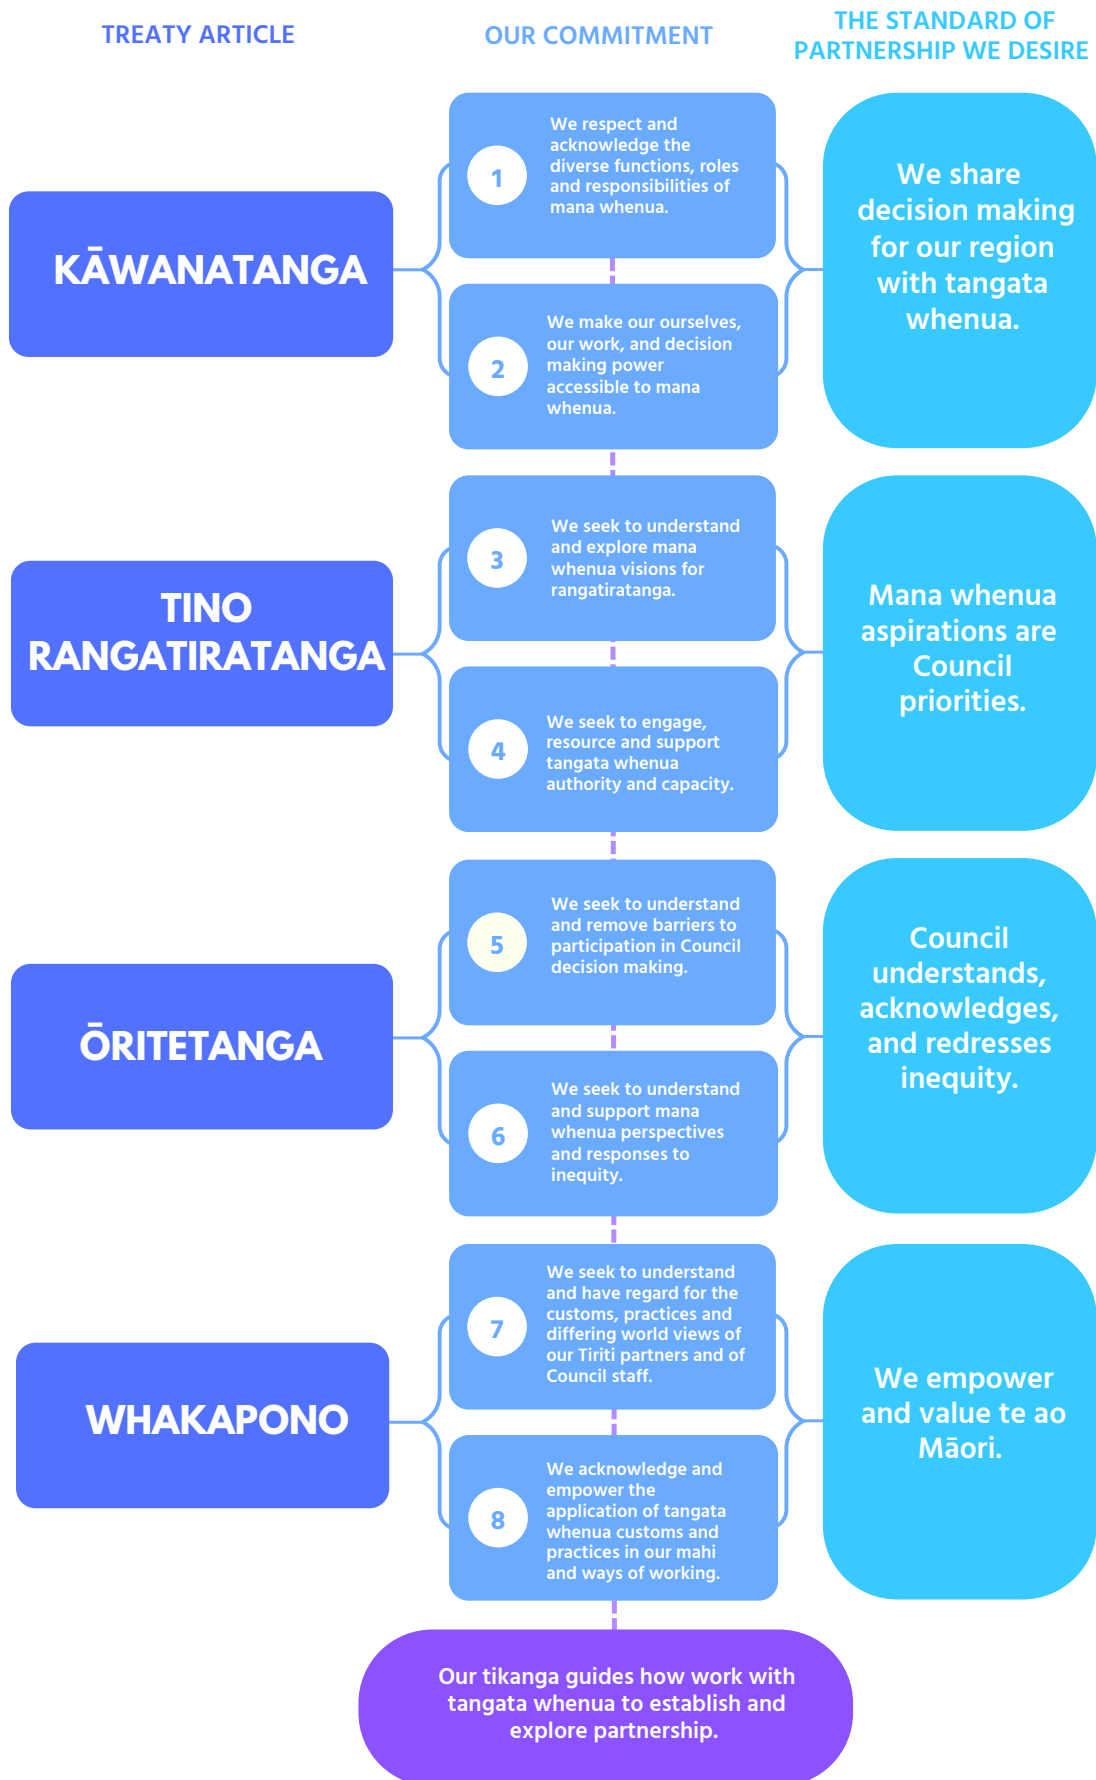 TREATY ARTICLE
OUR COMMITMENT
THE STANDARD OF
PARTNERSHIP WE DESIRE
KĀWANATANGA
1
We respect and
acknowledge the
diverse functions, roles
and responsibilities of
mana whenua.
2
We make our ourselves,
our work, and decision
making power
accessible to mana
whenua.
We share
decision making
for our region
with tangata
whenua.
TINO
RANGATIRATANGA
3
We seek to understand
and explore mana
whenua visions for
rangatiratanga.
4
We seek to engage,
resource and support
tangata whenua
authority and capacity.
Mana whenua
aspirations are
Council
priorities.
ŌRITETANGA
5
We seek to understand
and remove barriers to
participation in Council
decision making.
6
We seek to understand
and support mana
whenua perspectives
and responses to
inequity.
Council
understands,
acknowledges,
and redresses
inequity.
WHAKAPONO
7
We seek to understand
and have regard for the
customs, practices and
differing world views of
our Tiriti partners and of
Council staff.
8
We acknowledge and
empower the
application of tangata
whenua customs and
practices in our mahi
and ways of working.
We empower
and value te ao
Māori.
Our tikanga guides how work with
tangata whenua to establish and
explore partnership.